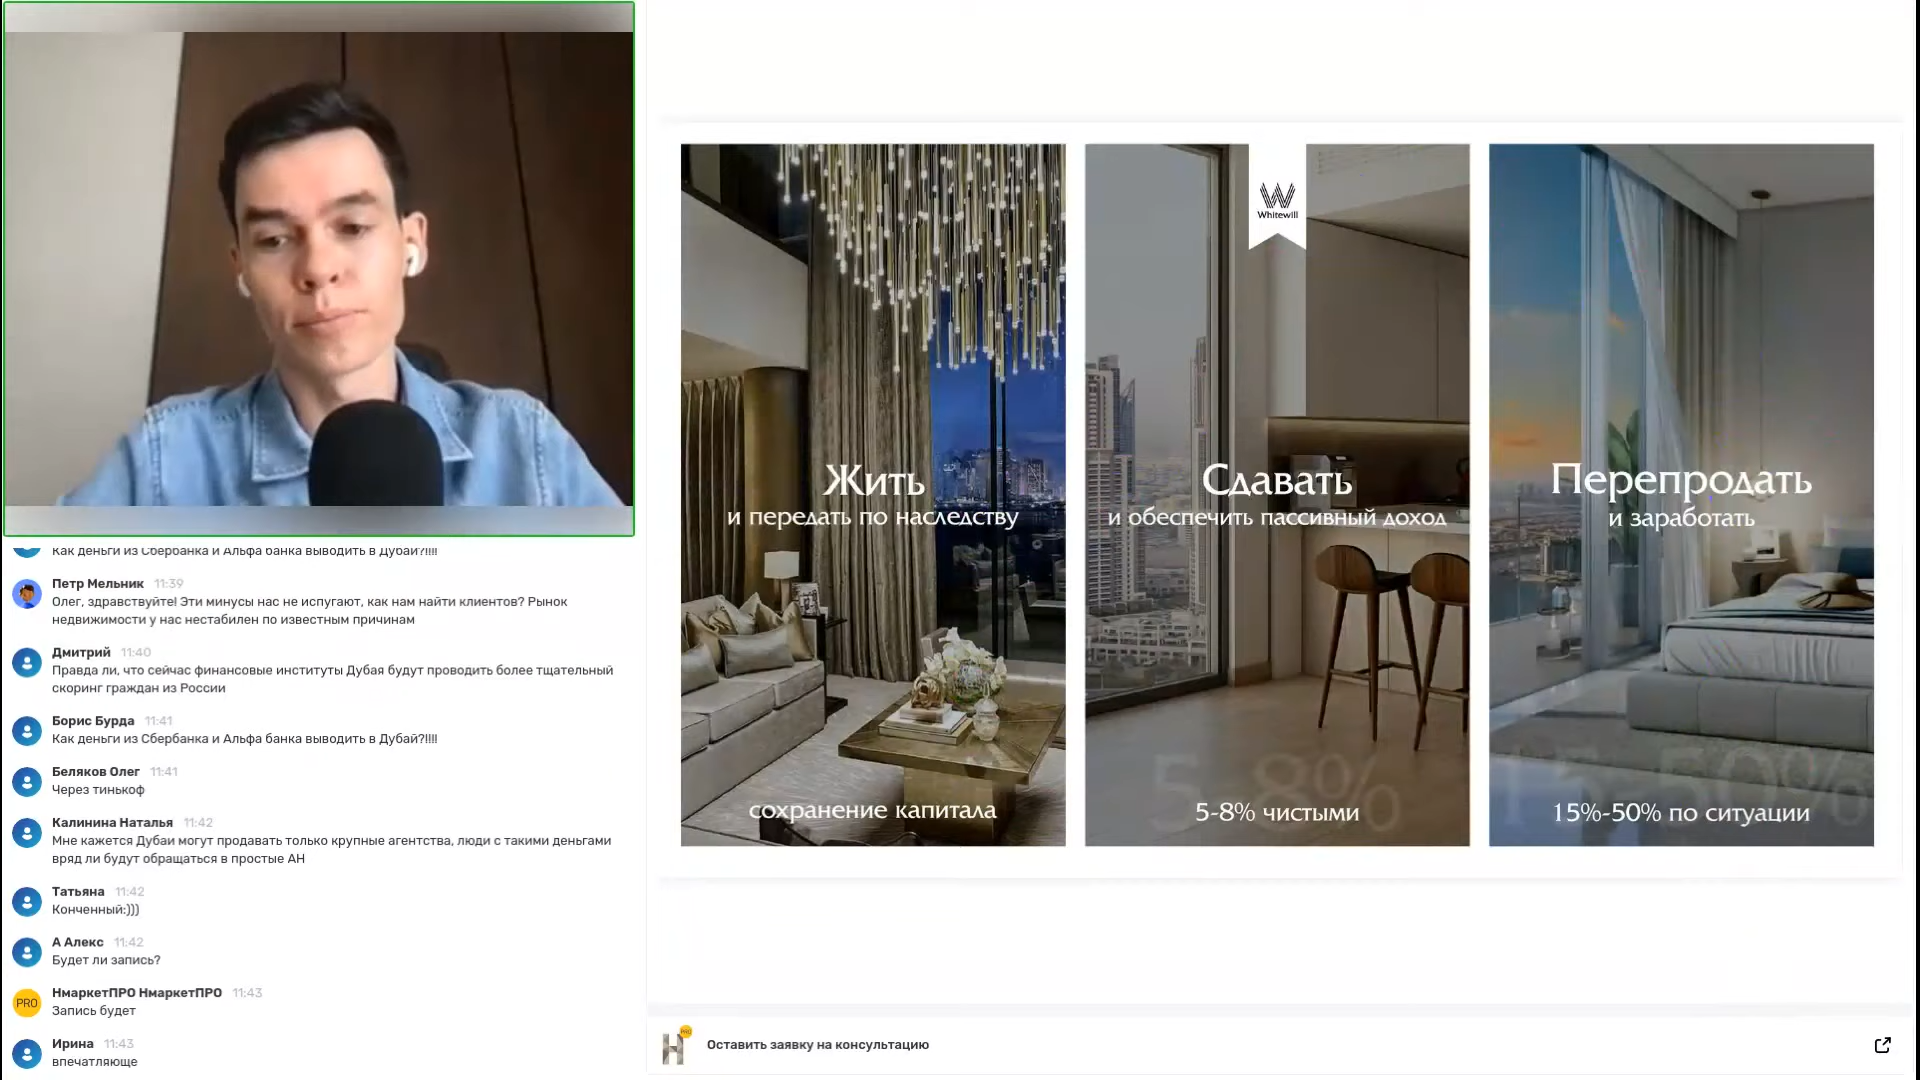 Как деньги из Сбербанка и Альфа банка выводить в Дубай?!!!!
Петр Мельник 11:39
Олег, здравствуйте! Эти минусы нас не испугают, как нам найти клиентов? Рынок
недвижимости у нас нестабилен по известным причинам
Дмитрий 11:40
Правда ли, что сейчас финансовые институты Дубая будут проводить более тщательный
скоринг граждан из России
Борис Бурда 11:41
Как деньги из Сбербанка и Альфа банка выводить в Дубай?!!!!
Беляков Олег 11:41
Через тинькоф
Калинина Наталья 11:42
Мне кажется Дубаи могут продавать только крупные агентства, люди с такими деньгами
вряд ли будут обращаться в простые АН
Татьяна 11:42
Конченный:)))
А Алекс 11:42
Будет ли запись?
PRO
НмаркетПРО НмаркетПРО 11:43
Запись будет
Ирина 11:43
впечатляюще
W
Whitewill
Жить
и передать по наследству
сохранение капитала
Сдавать
и обеспечить пассивный доход
5-8%
5-8% чистыми
Перепродать
и заработать
15-50%
15%-50% по ситуации
H
PRO
Оставить заявку на консультацию